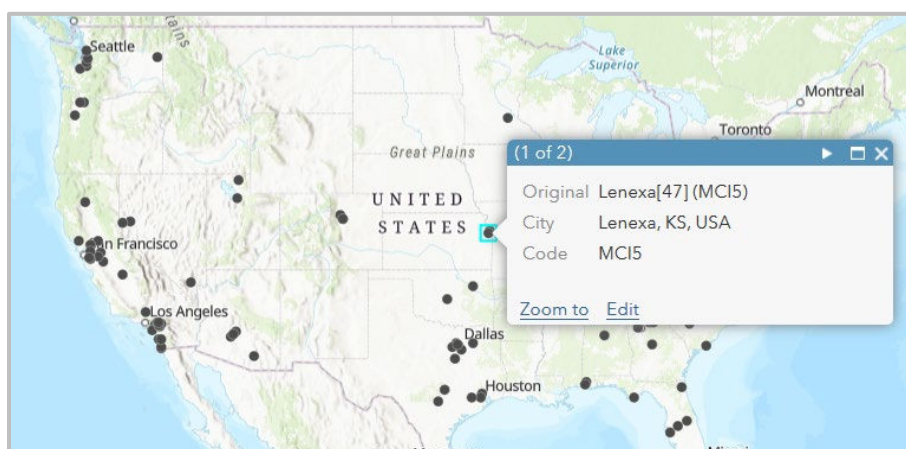 Seattle
Lake
Superior
Montreal
Toronto
Great Plains
UNITED
STATES
(1 of 2)
Original Lenexa[47] (MCI5)
City Lenexa, KS, USA
Code MCI5
Zoom to Edit
n Francisco
Los Angeles
Dallas
Houston